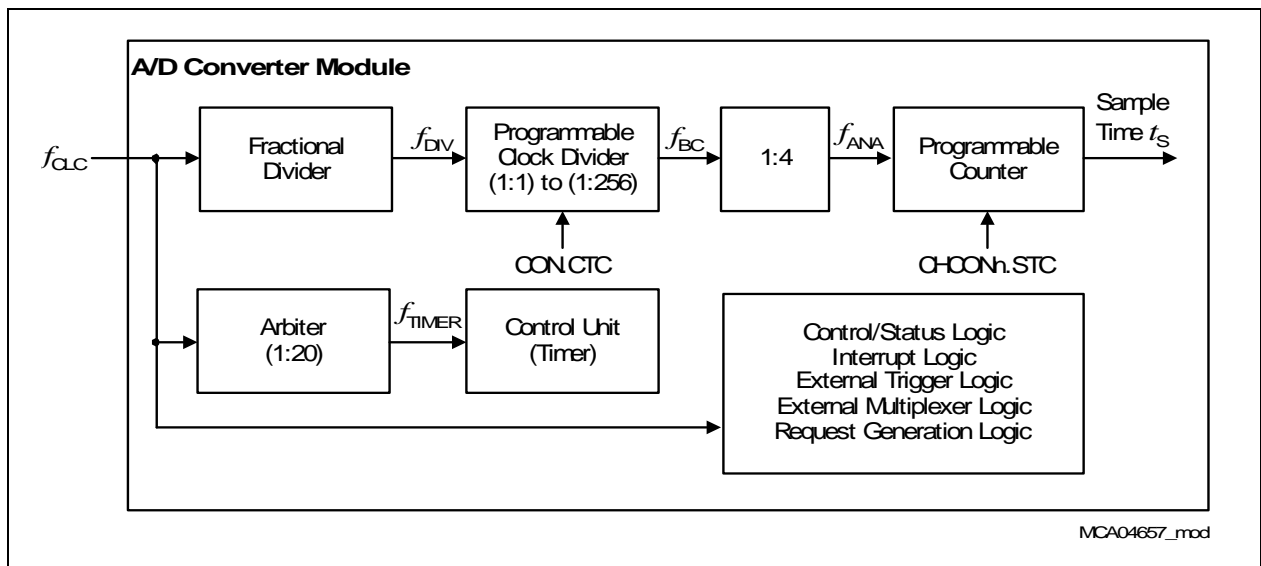 A/D Converter Module
fCLC
Fractional
Divider
fDIV
Programmable
Clock Divider
(1:1) to (1:256)
fBC
1:4
fANA
Programmable
Counter
Sample
Time tS
CON.CTC
CHCONn.STC
Arbiter
(1:20)
fTIMER
Control Unit
(Timer)
Control/Status Logic
Interrupt Logic
External Trigger Logic
External Multiplexer Logic
Request Generation Logic
MCA04657_mod